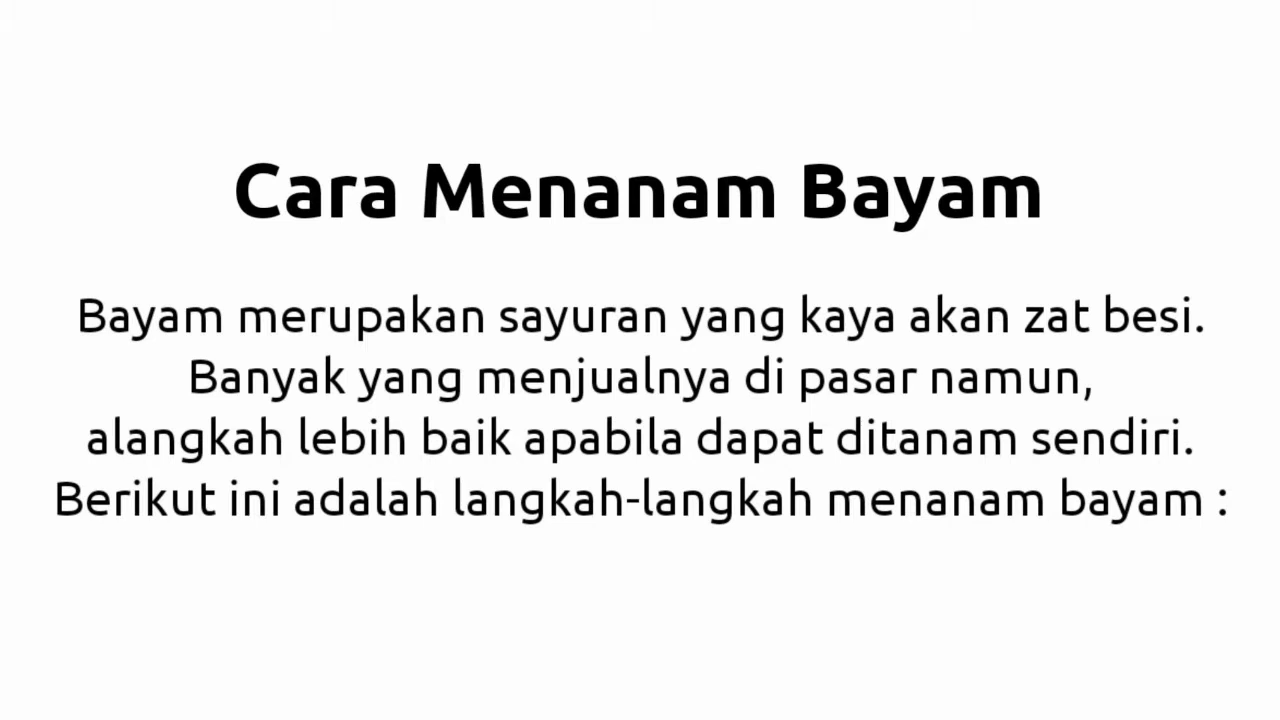 Cara Menanam Bayam
Bayam merupakan sayuran yang kaya akan zat besi.
Banyak yang menjualnya di pasar namun,
alangkah lebih baik apabila dapat ditanam sendiri.
Berikut ini adalah langkah-langkah menanam bayam :